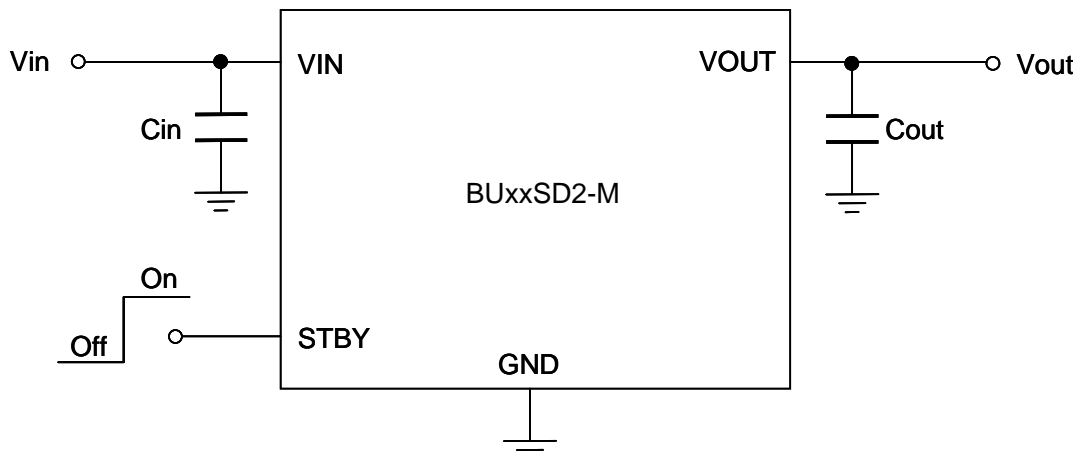 Vin
VIN
VOUT
Vout
Cin
Cout
BUxxSD2-M
On
Off
STBY
GND